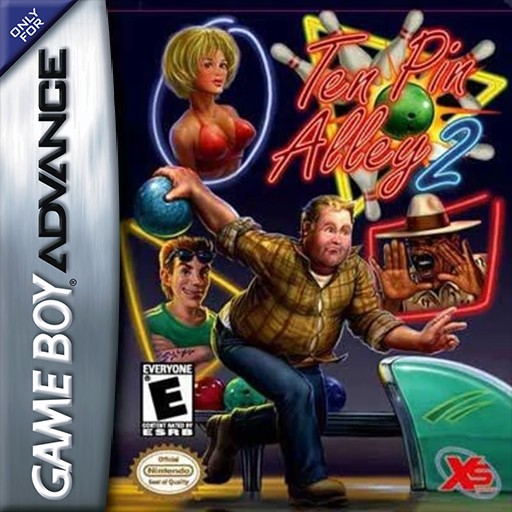 ONLY
FOR
GAME BOY ADVANCE
Ten Pin
Alley 2
EVERYONE
E
CONTENT RATED BY
ESRB
Official
Nintendo
Seal of Quality
XS